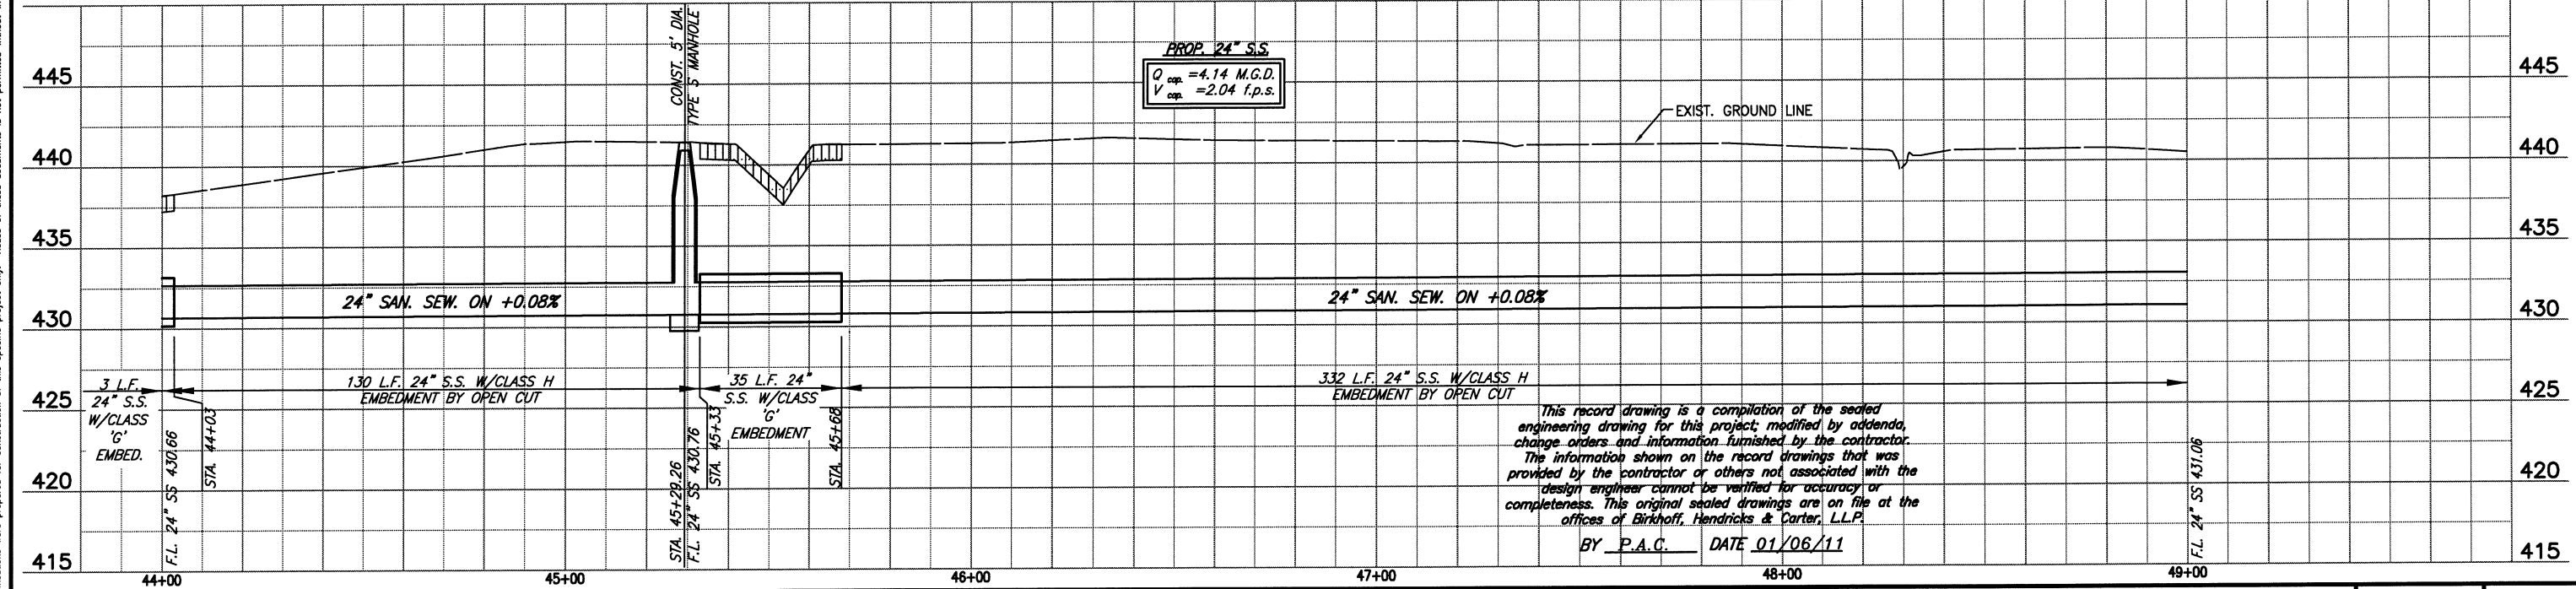 CONST. 5' DIA.
TYPE S MANHOLE
PROP. 24" S.S.
Q cap. =4.14 M.G.D.
V cap. =2.04 f.p.s.
EXIST. GROUND LINE
445
445
440
440
435
435
430
430
425
425
420
420
415
415
24" SAN. SEW. ON +0.08%
24" SAN. SEW. ON +0.08%
3 L.F.
24" S.S.
W/CLASS
'G'
EMBED.
130 L.F. 24" S.S. W/CLASS H
EMBEDMENT BY OPEN CUT
35 L.F. 24"
S.S. W/CLASS
'G'
EMBEDMENT
332 L.F. 24" S.S. W/CLASS H
EMBEDMENT BY OPEN CUT
F.L. 24" SS 430.66
STA. 44+03
STA. 45+29.26
F.L. 24" SS 430.76
STA. 45+33
STA. 45+68
F.L. 24" SS 431.06
This record drawing is a compilation of the sealed
engineering drawing for this project; modified by addenda,
change orders and information furnished by the contractor.
The information shown on the record drawings that was
provided by the contractor or others not associated with the
design engineer cannot be verified for accuracy or
completeness. This original sealed drawings are on file at the
offices of Birkhoff, Hendricks & Carter, L.L.P.
BY P.A.C. DATE 01/06/11
44+00
45+00
46+00
47+00
48+00
49+00